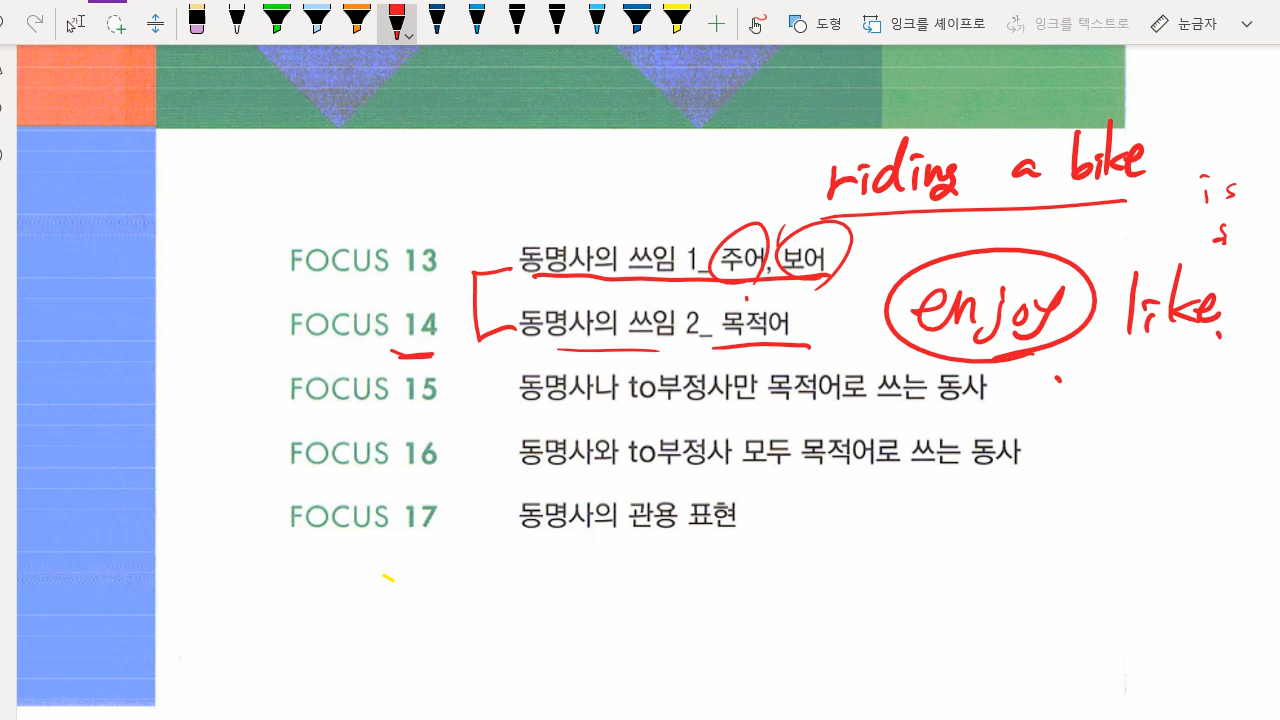 도형 잉크를 셰이프로 잉크를 텍스트로 눈금자
riding a bike is
s
FOCUS 13 동명사의 쓰임 1_ 주어, 보어
FOCUS 14 동명사의 쓰임 2_ 목적어
enjoy like
FOCUS 15 동명사나 to부정사만 목적어로 쓰는 동사
FOCUS 16 동명사와 to부정사 모두 목적어로 쓰는 동사
FOCUS 17 동명사의 관용 표현